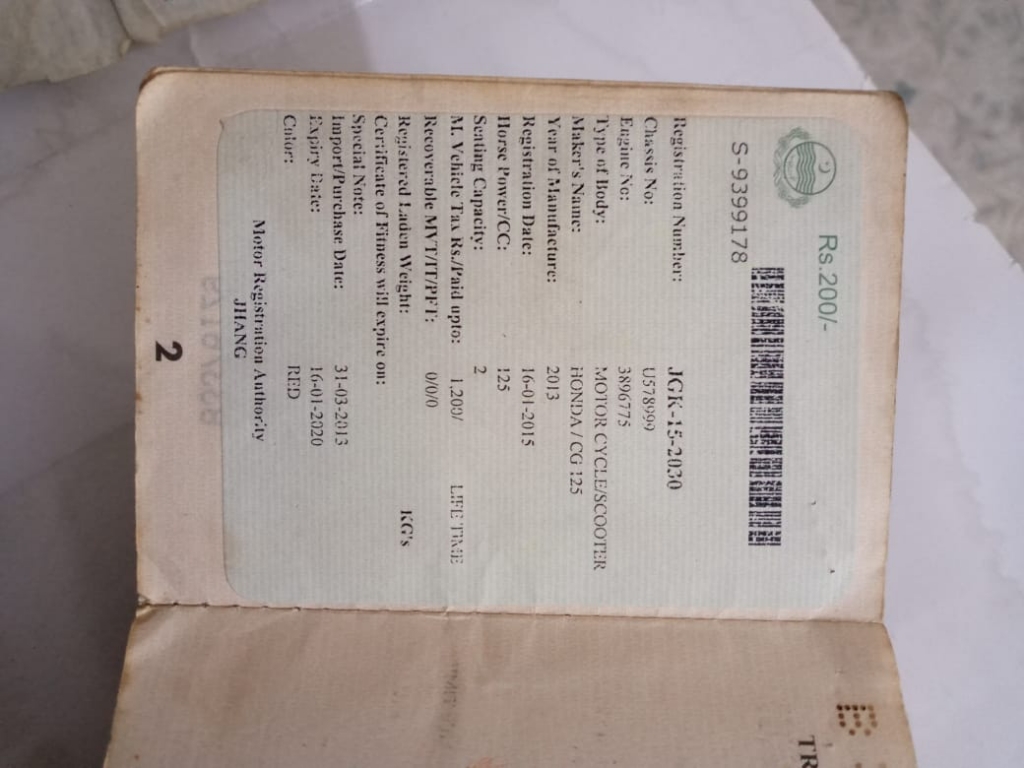 Rs.200/-
S-9399178
Registration Number: JGK-15-2030
Chassis No: U578999
Engine No: 3896775
Type of Body: MOTOR CYCLE/SCOOTER
Maker's Name: HONDA / CG 125
Year of Manufacture: 2013
Registration Date: 16-01-2015
Horse Power/CC: 125
Seating Capacity: 2
M. Vehicle Tax Rs./Paid upto: 1,200/ LIFE TIME
Recoverable MVT/IT/PFT: 0/0/0
Registered Laden Weight: KG's
Certificate of Fitness will expire on:
Special Note:
Import/Purchase Date: 31-03-2013
Expiry Date: 16-01-2020
Color: RED
Motor Registration Authority
JHANG
2
B
TR